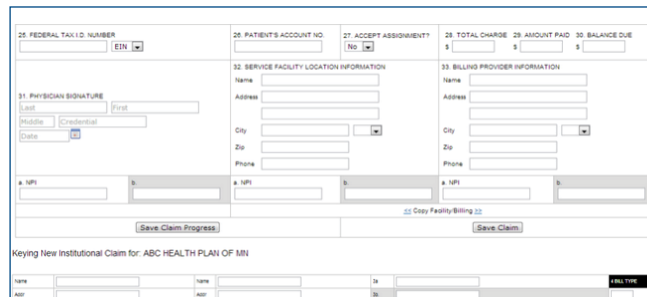 25. FEDERAL TAX I.D. NUMBER
EIN
26. PATIENT'S ACCOUNT NO.
27. ACCEPT ASSIGNMENT?
No
28. TOTAL CHARGE 29. AMOUNT PAID 30. BALANCE DUE
$ $ $
31. PHYSICIAN SIGNATURE
Last First
Middle Credential
Date
32. SERVICE FACILITY LOCATION INFORMATION
Name
Address
City
Zip
Phone
33. BILLING PROVIDER INFORMATION
Name
Address
City
Zip
Phone
a. NPI b. a. NPI b. a. NPI b.
<< Copy Facility/Billing >>
Save Claim Progress Save Claim
Keying New Institutional Claim for: ABC HEALTH PLAN OF MN
Name Name 3a 4 BILL TYPE
Addr Addr 3b.